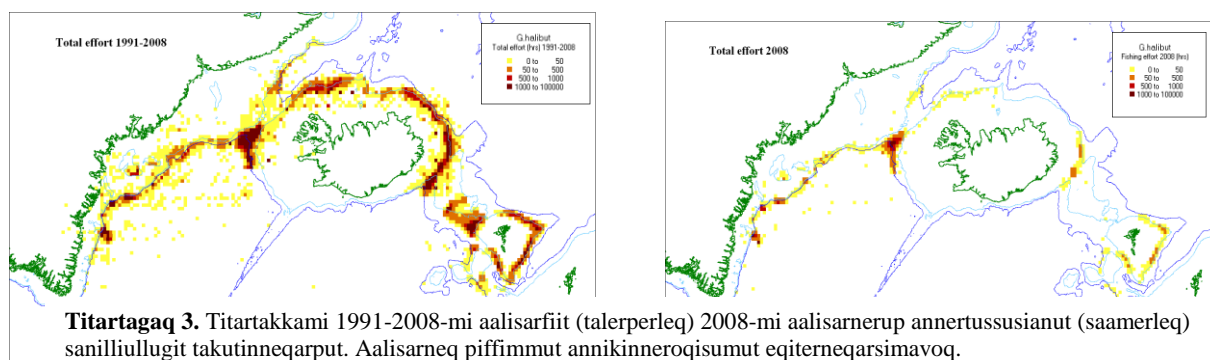 Total effort 1991-2008
G.halibut
Total effort (hrs) 1991-2008
0 to 50
50 to 500
500 to 1000
1000 to 100000
Total effort 2008
G.halibut
Fishing effort 2008 (hrs)
0 to 50
50 to 500
500 to 1000
1000 to 100000
Titartagaq 3. Titartakkami 1991-2008-mi aalisarfiit (talerperleq) 2008-mi aalisarnerup annertussusianut (saamerleq)
sanilliullugit takutinneqarput. Aalisarneq piffimmut annikinneroqisumut eqiterneqarsimavoq.